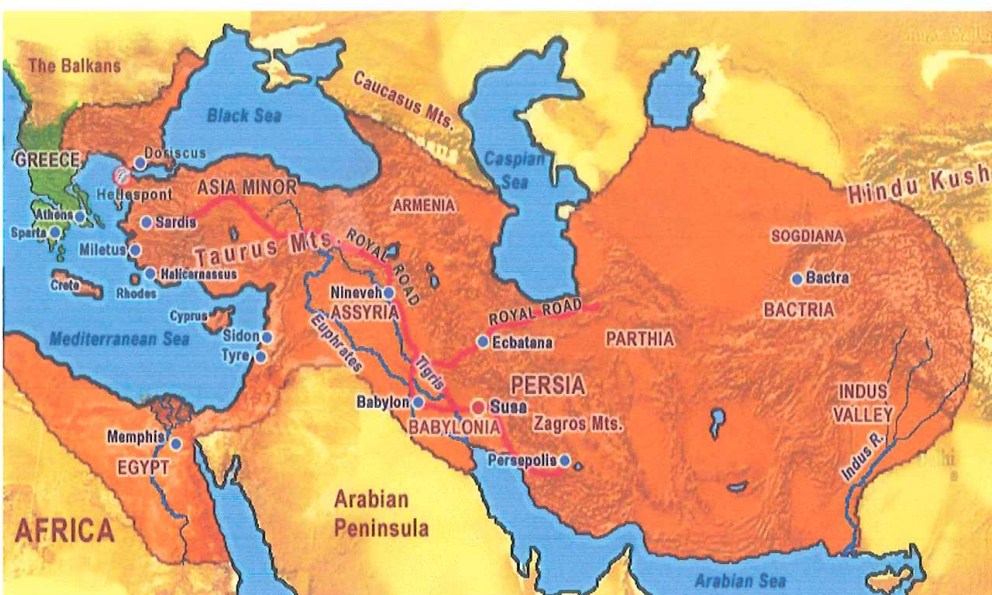 The Balkans
Caucasus Mts.
Black Sea
Caspian
Sea
GREECE
Doriscus
Hellespont
ASIA MINOR
Hindu Kush
ARMENIA
Athens
Sardis
Sparta
SOGDIANA
Taurus Mts.
ROYAL ROAD
Miletus
Halicarnassus
Bactra
Crete
Rhodes
Nineveh
ASSYRIA
BACTRIA
ROYAL ROAD
Cyprus
Mediterranean Sea
Sidon
Tyre
Euphrates
Ecbatana
PARTHIA
Tigris
PERSIA
INDUS
VALLEY
Babylon
Susa
BABYLONIA
Zagros Mts.
Memphis
EGYPT
Persepolis
Indus R.
Arabian
Peninsula
AFRICA
Arabian Sea